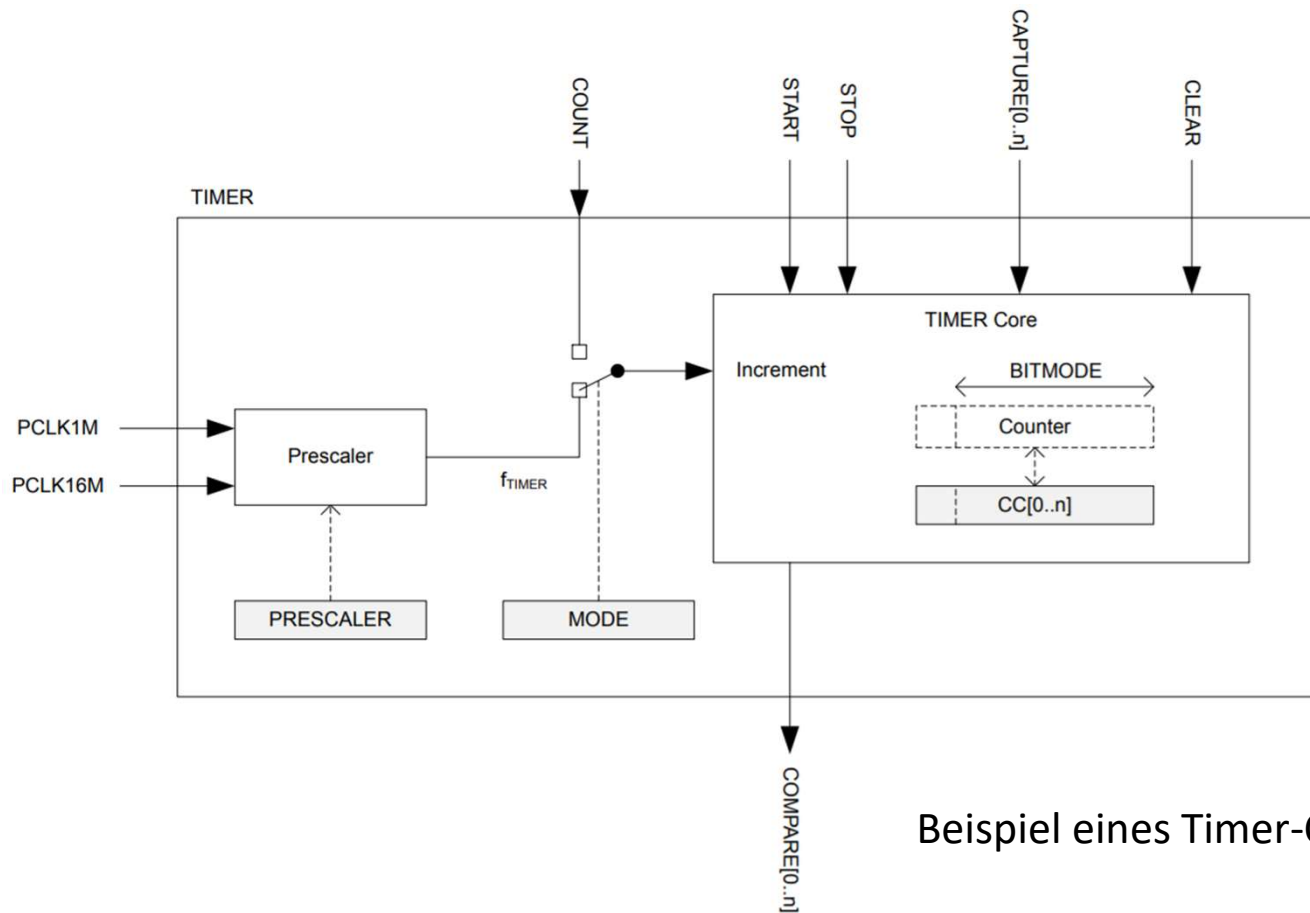 COUNT
START
STOP
CAPTURE[0..n]
CLEAR
TIMER
TIMER Core
Increment
BITMODE
Counter
CC[0..n]
PCLK1M
PCLK16M
Prescaler
fTIMER
PRESCALER
MODE
COMPARE[0..n]
Beispiel eines Timer-